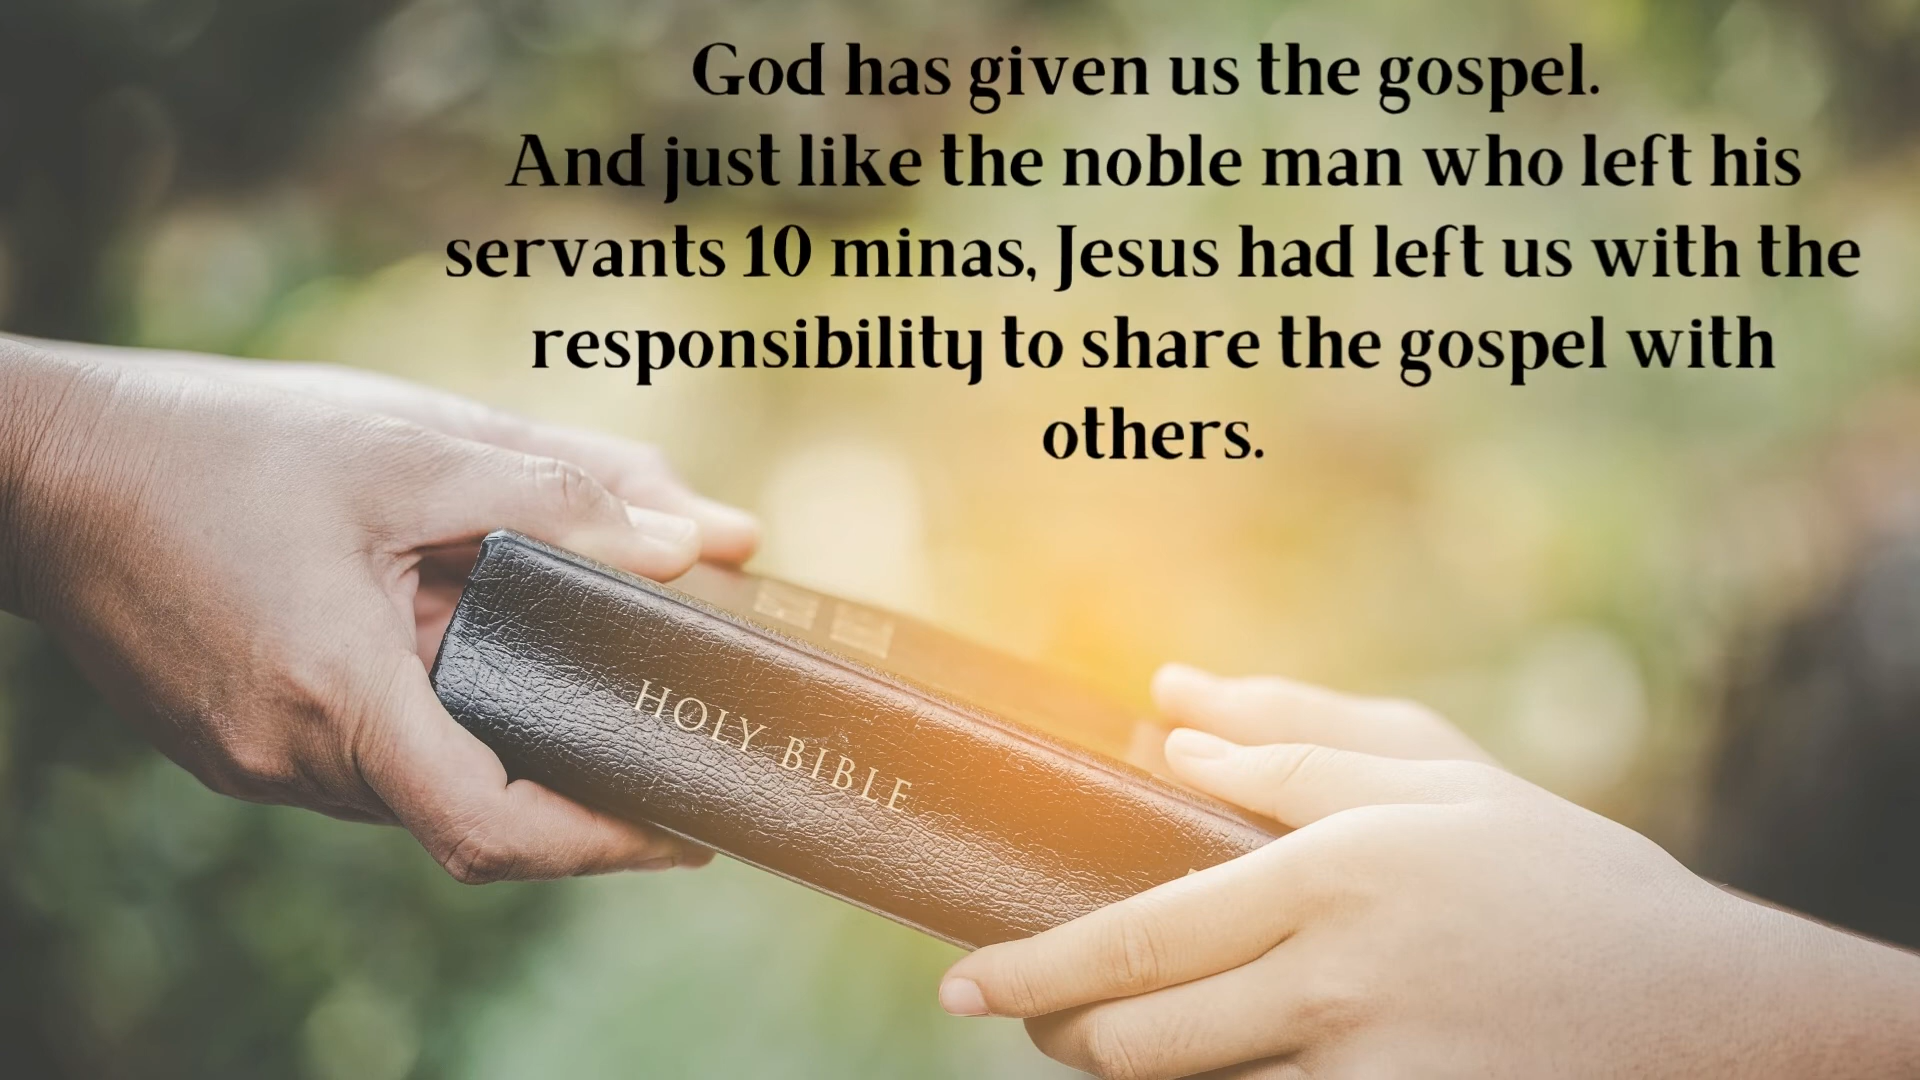 God has given us the gospel.
And just like the noble man who left his
servants 10 minas, Jesus had left us with the
responsibility to share the gospel with
others.
HOLY BIBLE